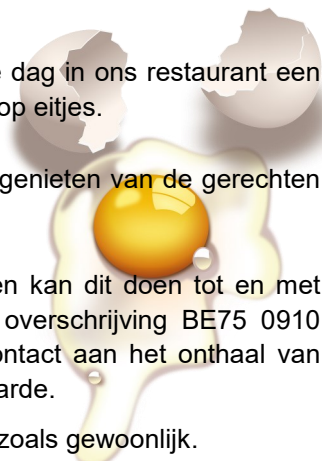 dag in ons restaurant een
op eitjes.
genieten van de gerechten
en kan dit doen tot en met
overschrijving BE75 0910
ontact aan het onthaal van
arde.
zoals gewoonlijk.